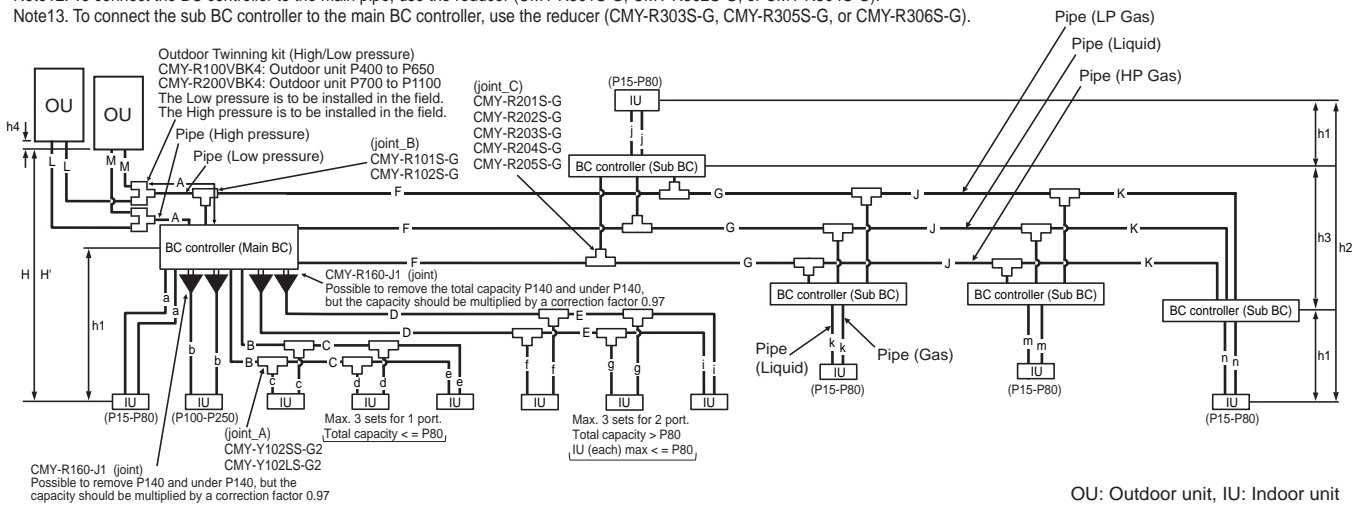 Note13. To connect the sub BC controller to the main BC controller, use the reducer (CMY-R303S-G, CMY-R305S-G, or CMY-R306S-G).
Pipe (LP Gas)
Pipe (Liquid)
Pipe (HP Gas)
Outdoor Twinning kit (High/Low pressure)
CMY-R100VBK4: Outdoor unit P400 to P650
CMY-R200VBK4: Outdoor unit P700 to P1100
The Low pressure is to be installed in the field.
The High pressure is to be installed in the field.
OU
OU
h4
Pipe (High pressure)
Pipe (Low pressure)
(joint_B)
CMY-R101S-G
CMY-R102S-G
(joint_C)
CMY-R201S-G
CMY-R202S-G
CMY-R203S-G
CMY-R204S-G
CMY-R205S-G
(P15-P80)
IU
j j
BC controller (Sub BC)
h1
L L M M
A
F G J K
A
F G J K
F G J K
BC controller (Main BC)
h3
h2
H H'
h1
CMY-R160-J1 (joint)
Possible to remove the total capacity P140 and under P140,
but the capacity should be multiplied by a correction factor 0.97
BC controller (Sub BC)
BC controller (Sub BC)
BC controller (Sub BC)
a a
b b
D E
D E
B C
B C
c c d d e e
f f g g i i
Pipe
(Liquid)
k k
Pipe (Gas)
m m
n n
h1
IU
(P15-P80)
IU
(P100-P250)
IU
IU
IU
IU
IU
IU
IU
(P15-P80)
IU
(P15-P80)
IU
(P15-P80)
Max. 3 sets for 1 port.
Total capacity < = P80
Max. 3 sets for 2 port.
Total capacity > P80
IU (each) max < = P80
(joint_A)
CMY-Y102SS-G2
CMY-Y102LS-G2
CMY-R160-J1 (joint)
Possible to remove P140 and under P140, but the
capacity should be multiplied by a correction factor 0.97
OU: Outdoor unit, IU: Indoor unit